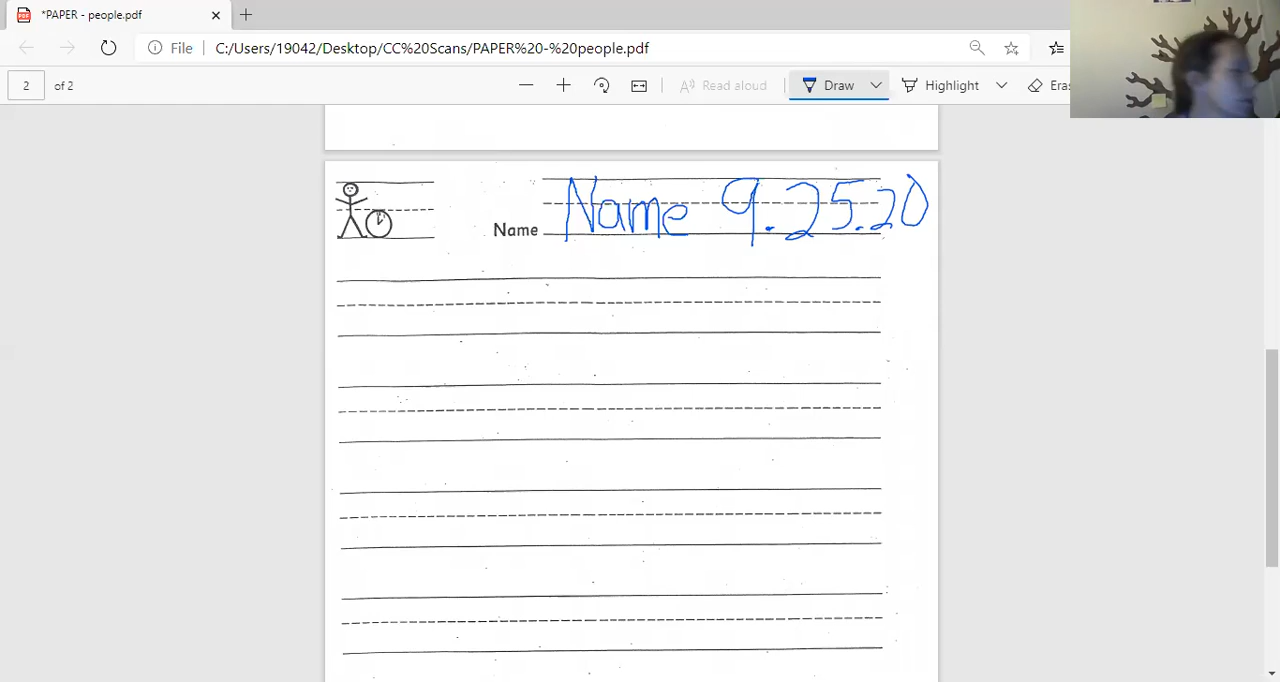 *PAPER - people.pdf
File C:/Users/19042/Desktop/CC%20Scans/PAPER%20-%20people.pdf
2 of 2 Read aloud Draw Highlight Eras
Name Name 9.25.20